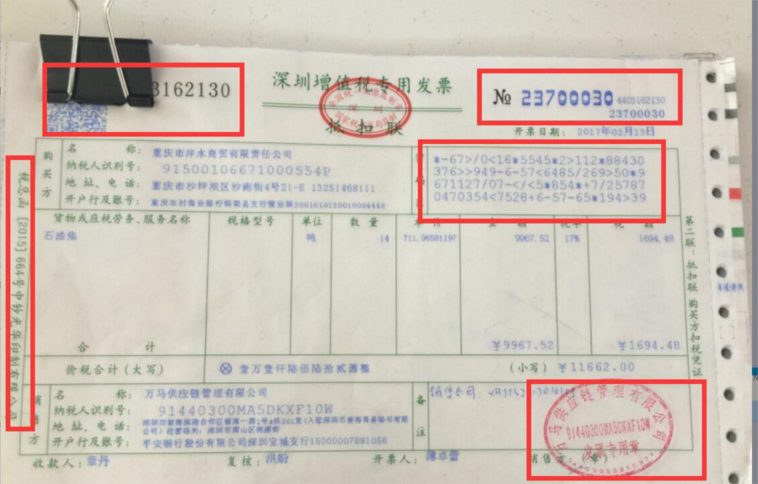 3162130
深圳增值税专用发票
抵扣联
№ 23700030 4403162130
23700030
开票日期: 2017年02月13日
购买方
名 称: 重庆市萍水商贸有限责任公司
纳税人识别号: 91500106671000554P
地 址、电 话: 重庆市沙坪坝区沙南街4号21-E 13251468111
开户行及账号:
*-67>/0<16*5545*2>112*88430
376>>949-6-57<6485/269>50*9
671127/07-</<5*854*+7/25787
0470354<7528+6-57-65*194>39
货物或应税劳务、服务名称 规格型号 单位 数 量 单 价 金 额 税率 税 额
石油焦 吨 14 711.96581197 9967.52 17% 1694.48
合 计 ￥9967.52 ￥1694.48
价税合计（大写） ⊗ 壹万壹仟陆佰陆拾贰圆整 （小写）￥11662.00
销售方
名 称: 万马供应链管理有限公司
纳税人识别号: 91440300MA5DKXF10W
地 址、电 话:
开户行及账号: 平安银行股份有限公司深圳宝城支行15000007881056
备注
收款人: 章丹 复核: 洪盼 开票人: 薄卓蕾 销售方:（章）
万马供应链管理有限公司
91440300MA5DKXF10W
发票专用章
税总函［2015］664号中钞光华印制有限公司
第二联：抵扣联 购买方扣税凭证